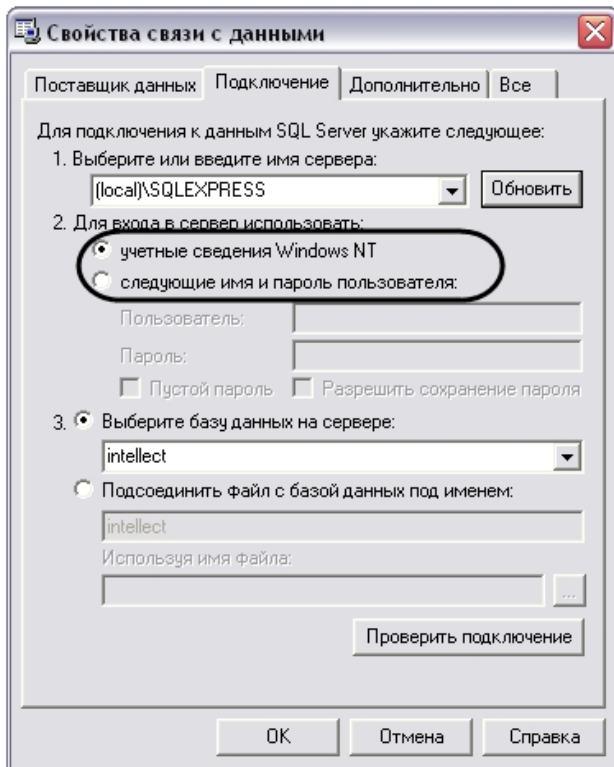 Свойства связи с данными
Поставщик данных Подключение Дополнительно Все
Для подключения к данным SQL Server укажите следующее:
1. Выберите или введите имя сервера:
(local)\SQLEXPRESS Обновить
2. Для входа в сервер использовать:
учетные сведения Windows NT
следующие имя и пароль пользователя:
Пользователь:
Пароль:
Пустой пароль Разрешить сохранение пароля
3. Выберите базу данных на сервере:
intellect
Подсоединить файл с базой данных под именем:
intellect
Используя имя файла:
...
Проверить подключение
OK Отмена Справка